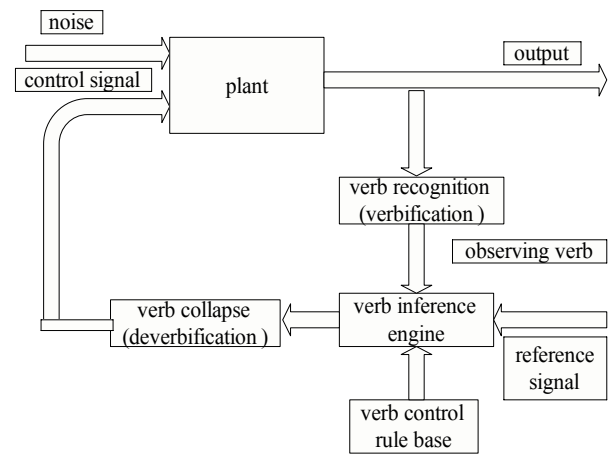 noise
control signal
plant
output
verb recognition
(verbification )
observing verb
verb collapse
(deverbification )
verb inference
engine
reference
signal
verb control
rule base